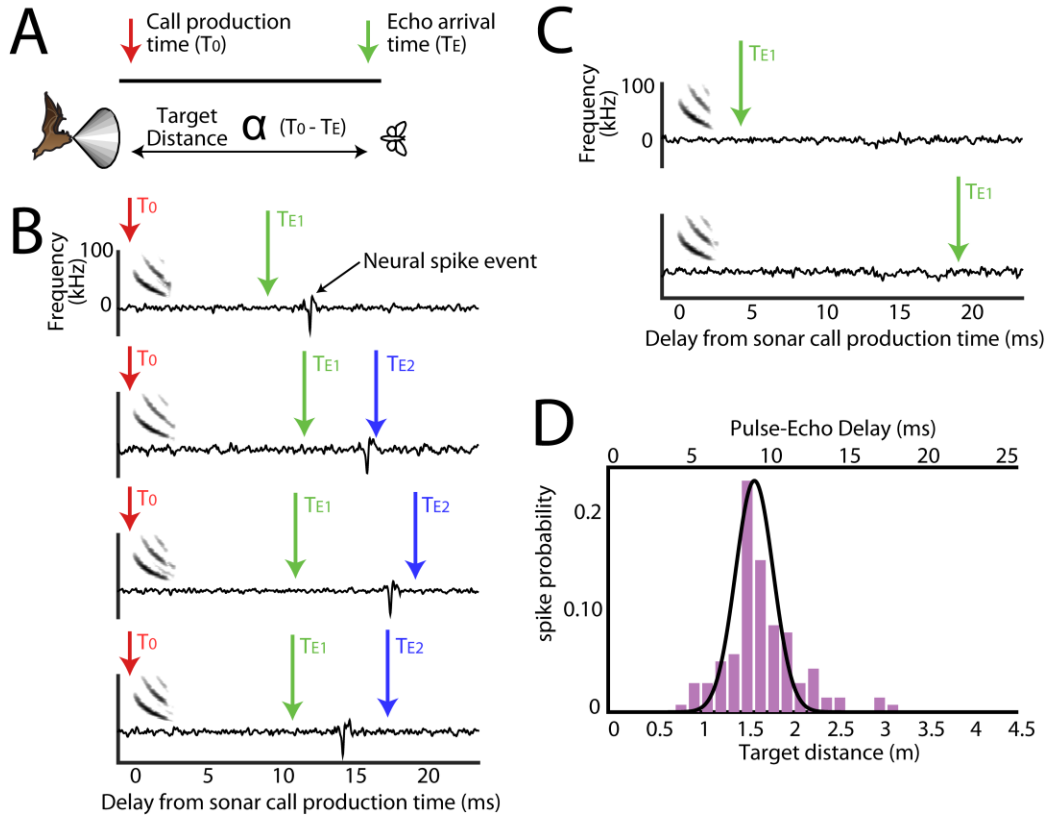 A
Call production
time (T0)
Echo arrival
time (TE)
Target
Distance
α (T0 - TE)
B
T0
TE1
Neural spike event
100
0
Frequency
(kHz)
T0
TE1
TE2
T0
TE1
TE2
T0
TE1
TE2
0 5 10 15 20
Delay from sonar call production time (ms)
C
TE1
100
0
Frequency
(kHz)
TE1
0 5 10 15 20
Delay from sonar call production time (ms)
D
Pulse-Echo Delay (ms)
0 5 10 15 20 25
0.2
0.10
0
spike probability
0 0.5 1 1.5 2 2.5 3 3.5 4 4.5
Target distance (m)